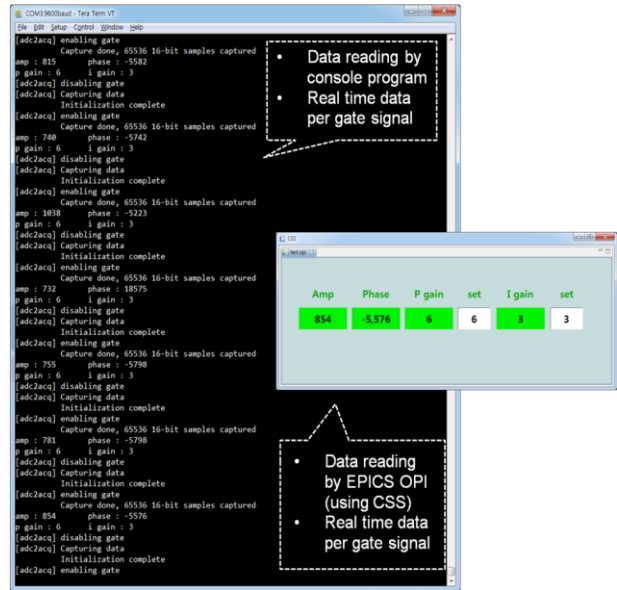 COM3:9600baud - Tera Term VT
File Edit Setup Control Window Help
[adc2acq] enabling gate
Capture done, 65536 16-bit samples captured
amp : 815 phase : -5582
p gain : 6 i gain : 3
[adc2acq] disabling gate
[adc2acq] Capturing data
Initialization complete
[adc2acq] enabling gate
Capture done, 65536 16-bit samples captured
amp : 740 phase : -5742
p gain : 6 i gain : 3
[adc2acq] disabling gate
[adc2acq] Capturing data
Initialization complete
[adc2acq] enabling gate
Capture done, 65536 16-bit samples captured
amp : 1038 phase : -5223
p gain : 6 i gain : 3
[adc2acq] disabling gate
[adc2acq] Capturing data
Initialization complete
[adc2acq] enabling gate
Capture done, 65536 16-bit samples captured
amp : 732 phase : 18575
p gain : 6 i gain : 3
[adc2acq] disabling gate
[adc2acq] Capturing data
Initialization complete
[adc2acq] enabling gate
Capture done, 65536 16-bit samples captured
amp : 755 phase : -5798
p gain : 6 i gain : 3
[adc2acq] disabling gate
[adc2acq] Capturing data
Initialization complete
[adc2acq] enabling gate
Capture done, 65536 16-bit samples captured
amp : 781 phase : -5798
p gain : 6 i gain : 3
[adc2acq] disabling gate
[adc2acq] Capturing data
Initialization complete
[adc2acq] enabling gate
Capture done, 65536 16-bit samples captured
amp : 854 phase : -5576
p gain : 6 i gain : 3
[adc2acq] disabling gate
[adc2acq] Capturing data
Initialization complete
[adc2acq] enabling gate
• Data reading by
console program
• Real time data
per gate signal
CSS
test.opi
Amp Phase P gain set I gain set
854 -5,576 6 6 3 3
• Data reading
by EPICS OPI
(using CSS)
• Real time data
per gate signal